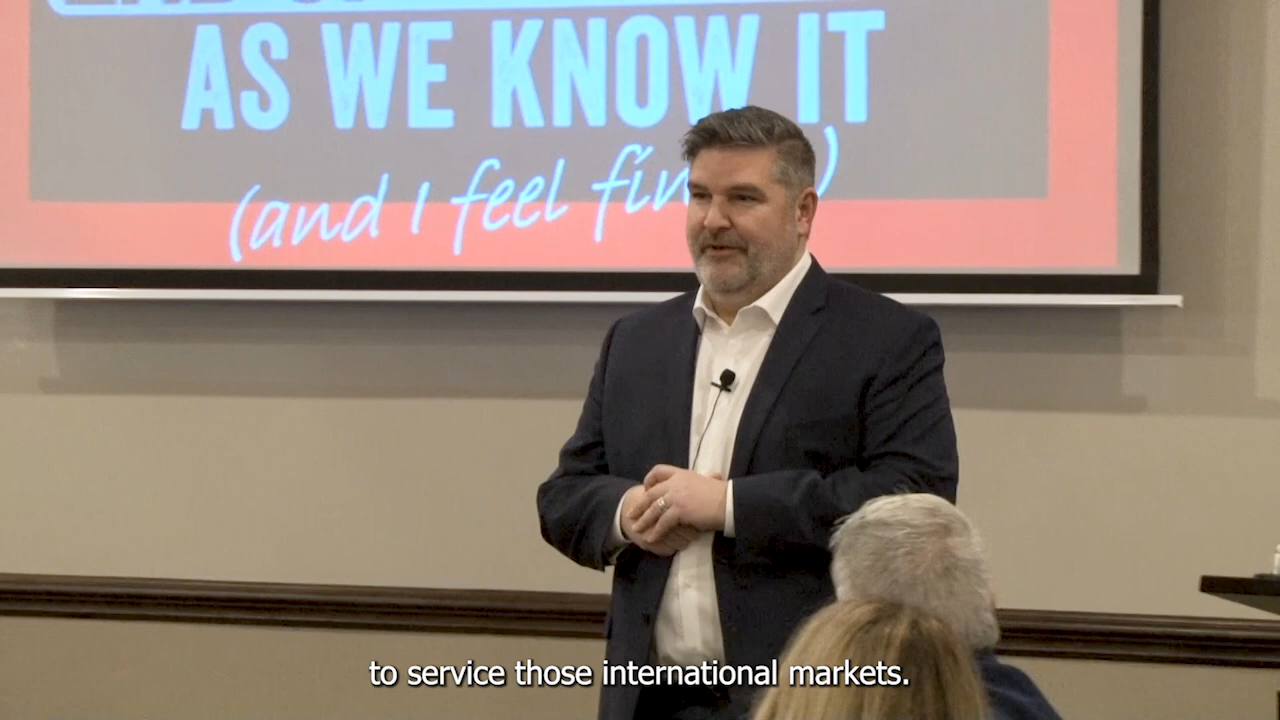 AS WE KNOW IT
(and I feel fin
to service those international markets.